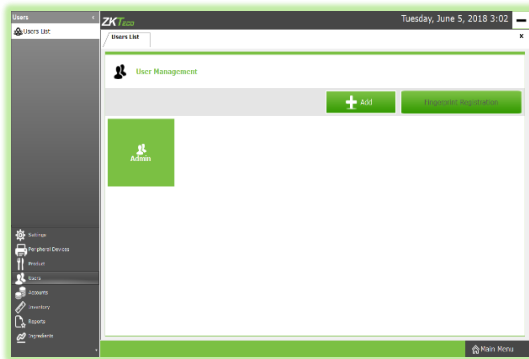 Users
Users List
ZKTeco
Tuesday, June 5, 2018 3:02
Users List
x
User Management
Add
Fingerprint Registration
Admin
Settings
Peripheral Devices
Product
Users
Accounts
Inventory
Reports
Ingredients
Main Menu